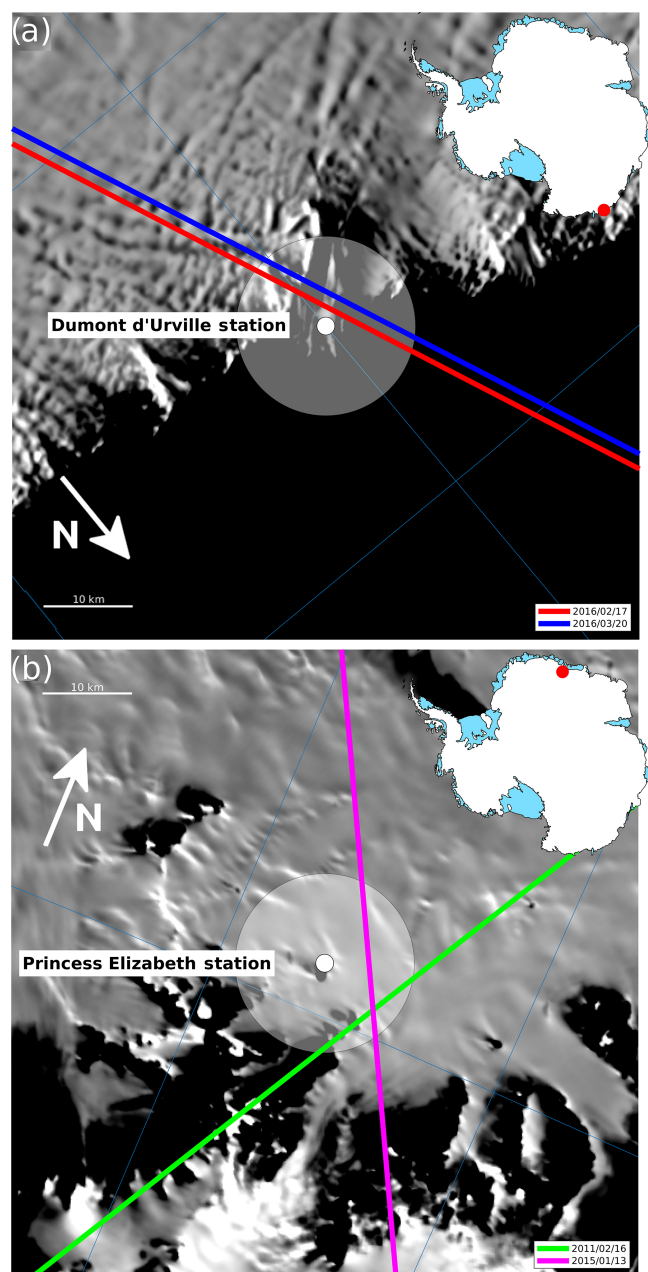 (a)
Dumont d'Urville station
N
10 km
2016/02/17
2016/03/20
(b)
10 km
N
Princess Elizabeth station
2011/02/16
2015/01/13